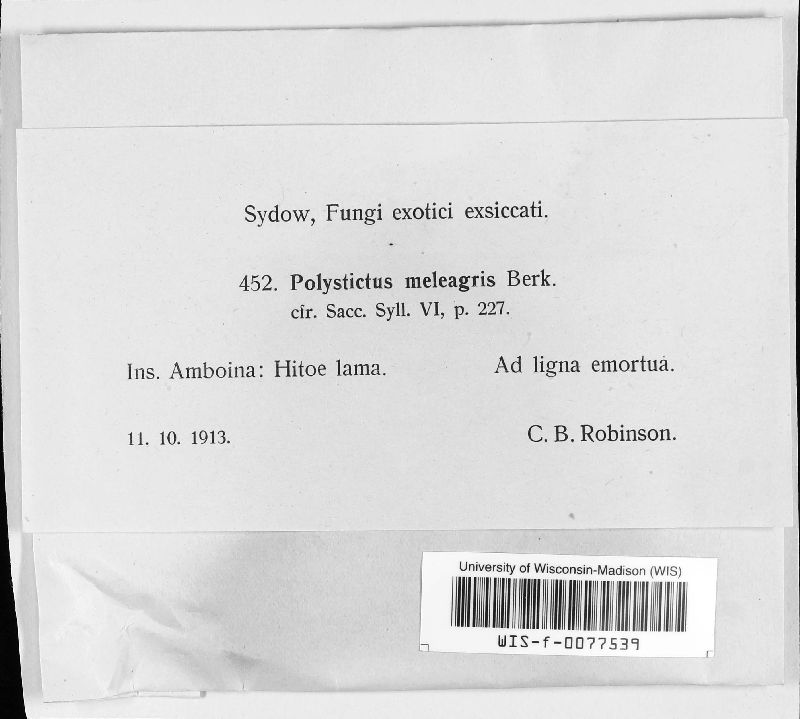 Sydow, Fungi exotici exsiccati.
452. Polystictus meleagris Berk.
cfr. Sacc. Syll. VI, p. 227.
Ins. Amboina: Hitoe lama. Ad ligna emortua.
11. 10. 1913. C. B. Robinson.
University of Wisconsin-Madison (WIS)
WIS-f-0077539